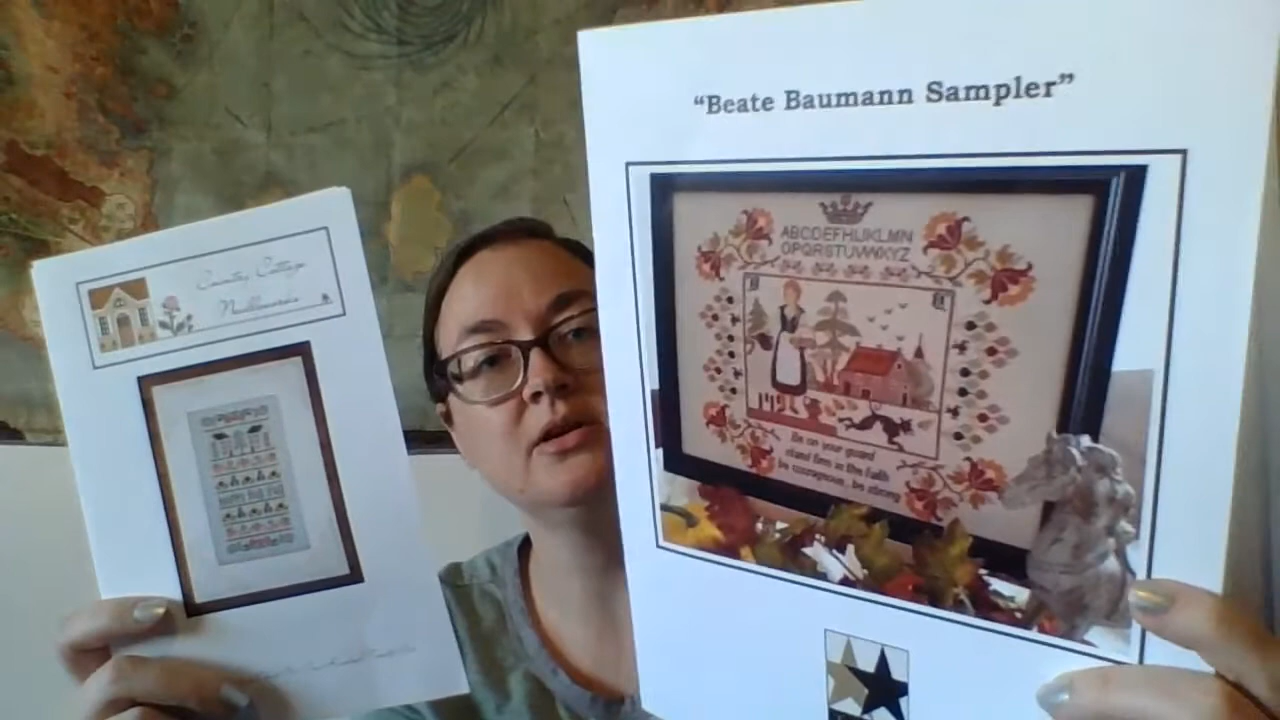 Country Cottage
Needleworks
"Beate Baumann Sampler"
ABCDEFHIJKLMN
OPQRSTUVWXYZ
Be on your guard
stand firm in the faith
be courageous, be strong